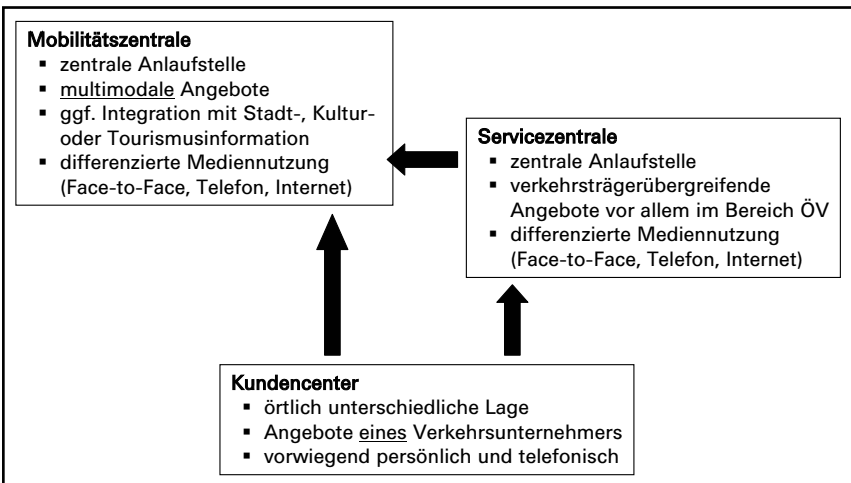 Mobilitätszentrale
▪ zentrale Anlaufstelle
▪ multimodale Angebote
▪ ggf. Integration mit Stadt-, Kultur-
oder Tourismusinformation
▪ differenzierte Mediennutzung
(Face-to-Face, Telefon, Internet)
Servicezentrale
▪ zentrale Anlaufstelle
▪ verkehrsträgerübergreifende
Angebote vor allem im Bereich ÖV
▪ differenzierte Mediennutzung
(Face-to-Face, Telefon, Internet)
Kundencenter
▪ örtlich unterschiedliche Lage
▪ Angebote eines Verkehrsunternehmers
▪ vorwiegend persönlich und telefonisch